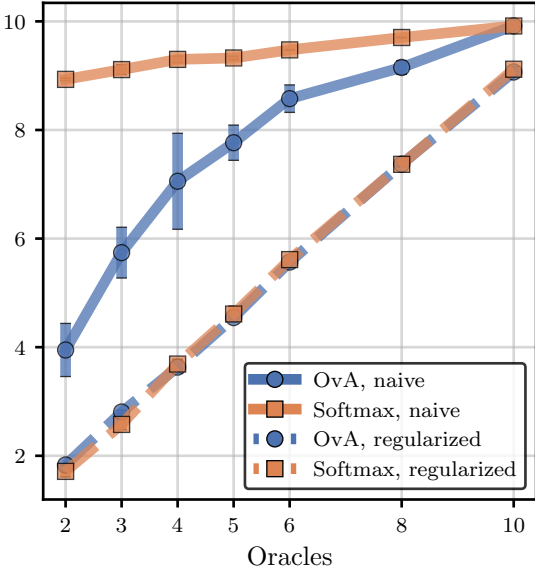 10
8
6
4
2
OvA, naive
Softmax, naive
OvA, regularized
Softmax, regularized
2 3 4 5 6 8 10
Oracles